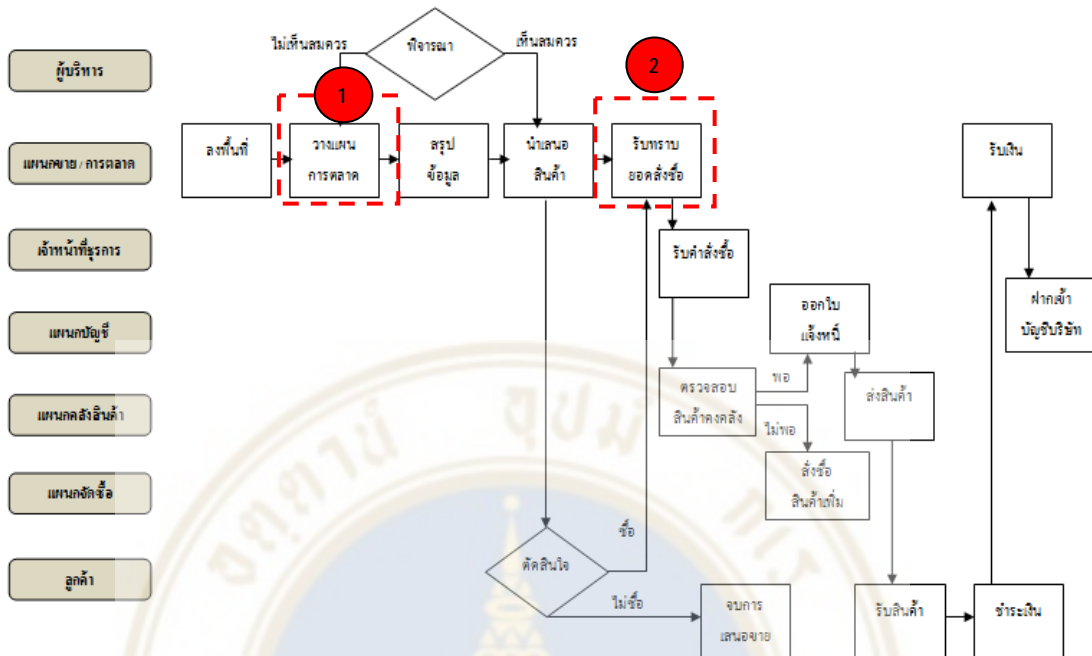 ไม่เห็นสมควร
พิจารณา
เห็นสมควร
ผู้บริหาร
1
2
แผนกขาย / การตลาด
ลงพื้นที่
วางแผน
การตลาด
สรุป
ข้อมูล
นำเสนอ
สินค้า
รับทราบ
ยอดสั่งซื้อ
รับเงิน
เจ้าหน้าที่ธุรการ
รับคำสั่งซื้อ
แผนกบัญชี
ออกใบ
แจ้งหนี้
ฝากเข้า
บัญชีบริษัท
แผนกคลังสินค้า
ตรวจสอบ
สินค้าคงคลัง
พอ
ไม่พอ
ส่งสินค้า
แผนกจัดซื้อ
สั่งซื้อ
สินค้าเพิ่ม
ลูกค้า
ตัดสินใจ
ซื้อ
ไม่ซื้อ
จบการ
เสนอขาย
รับสินค้า
ชำระเงิน